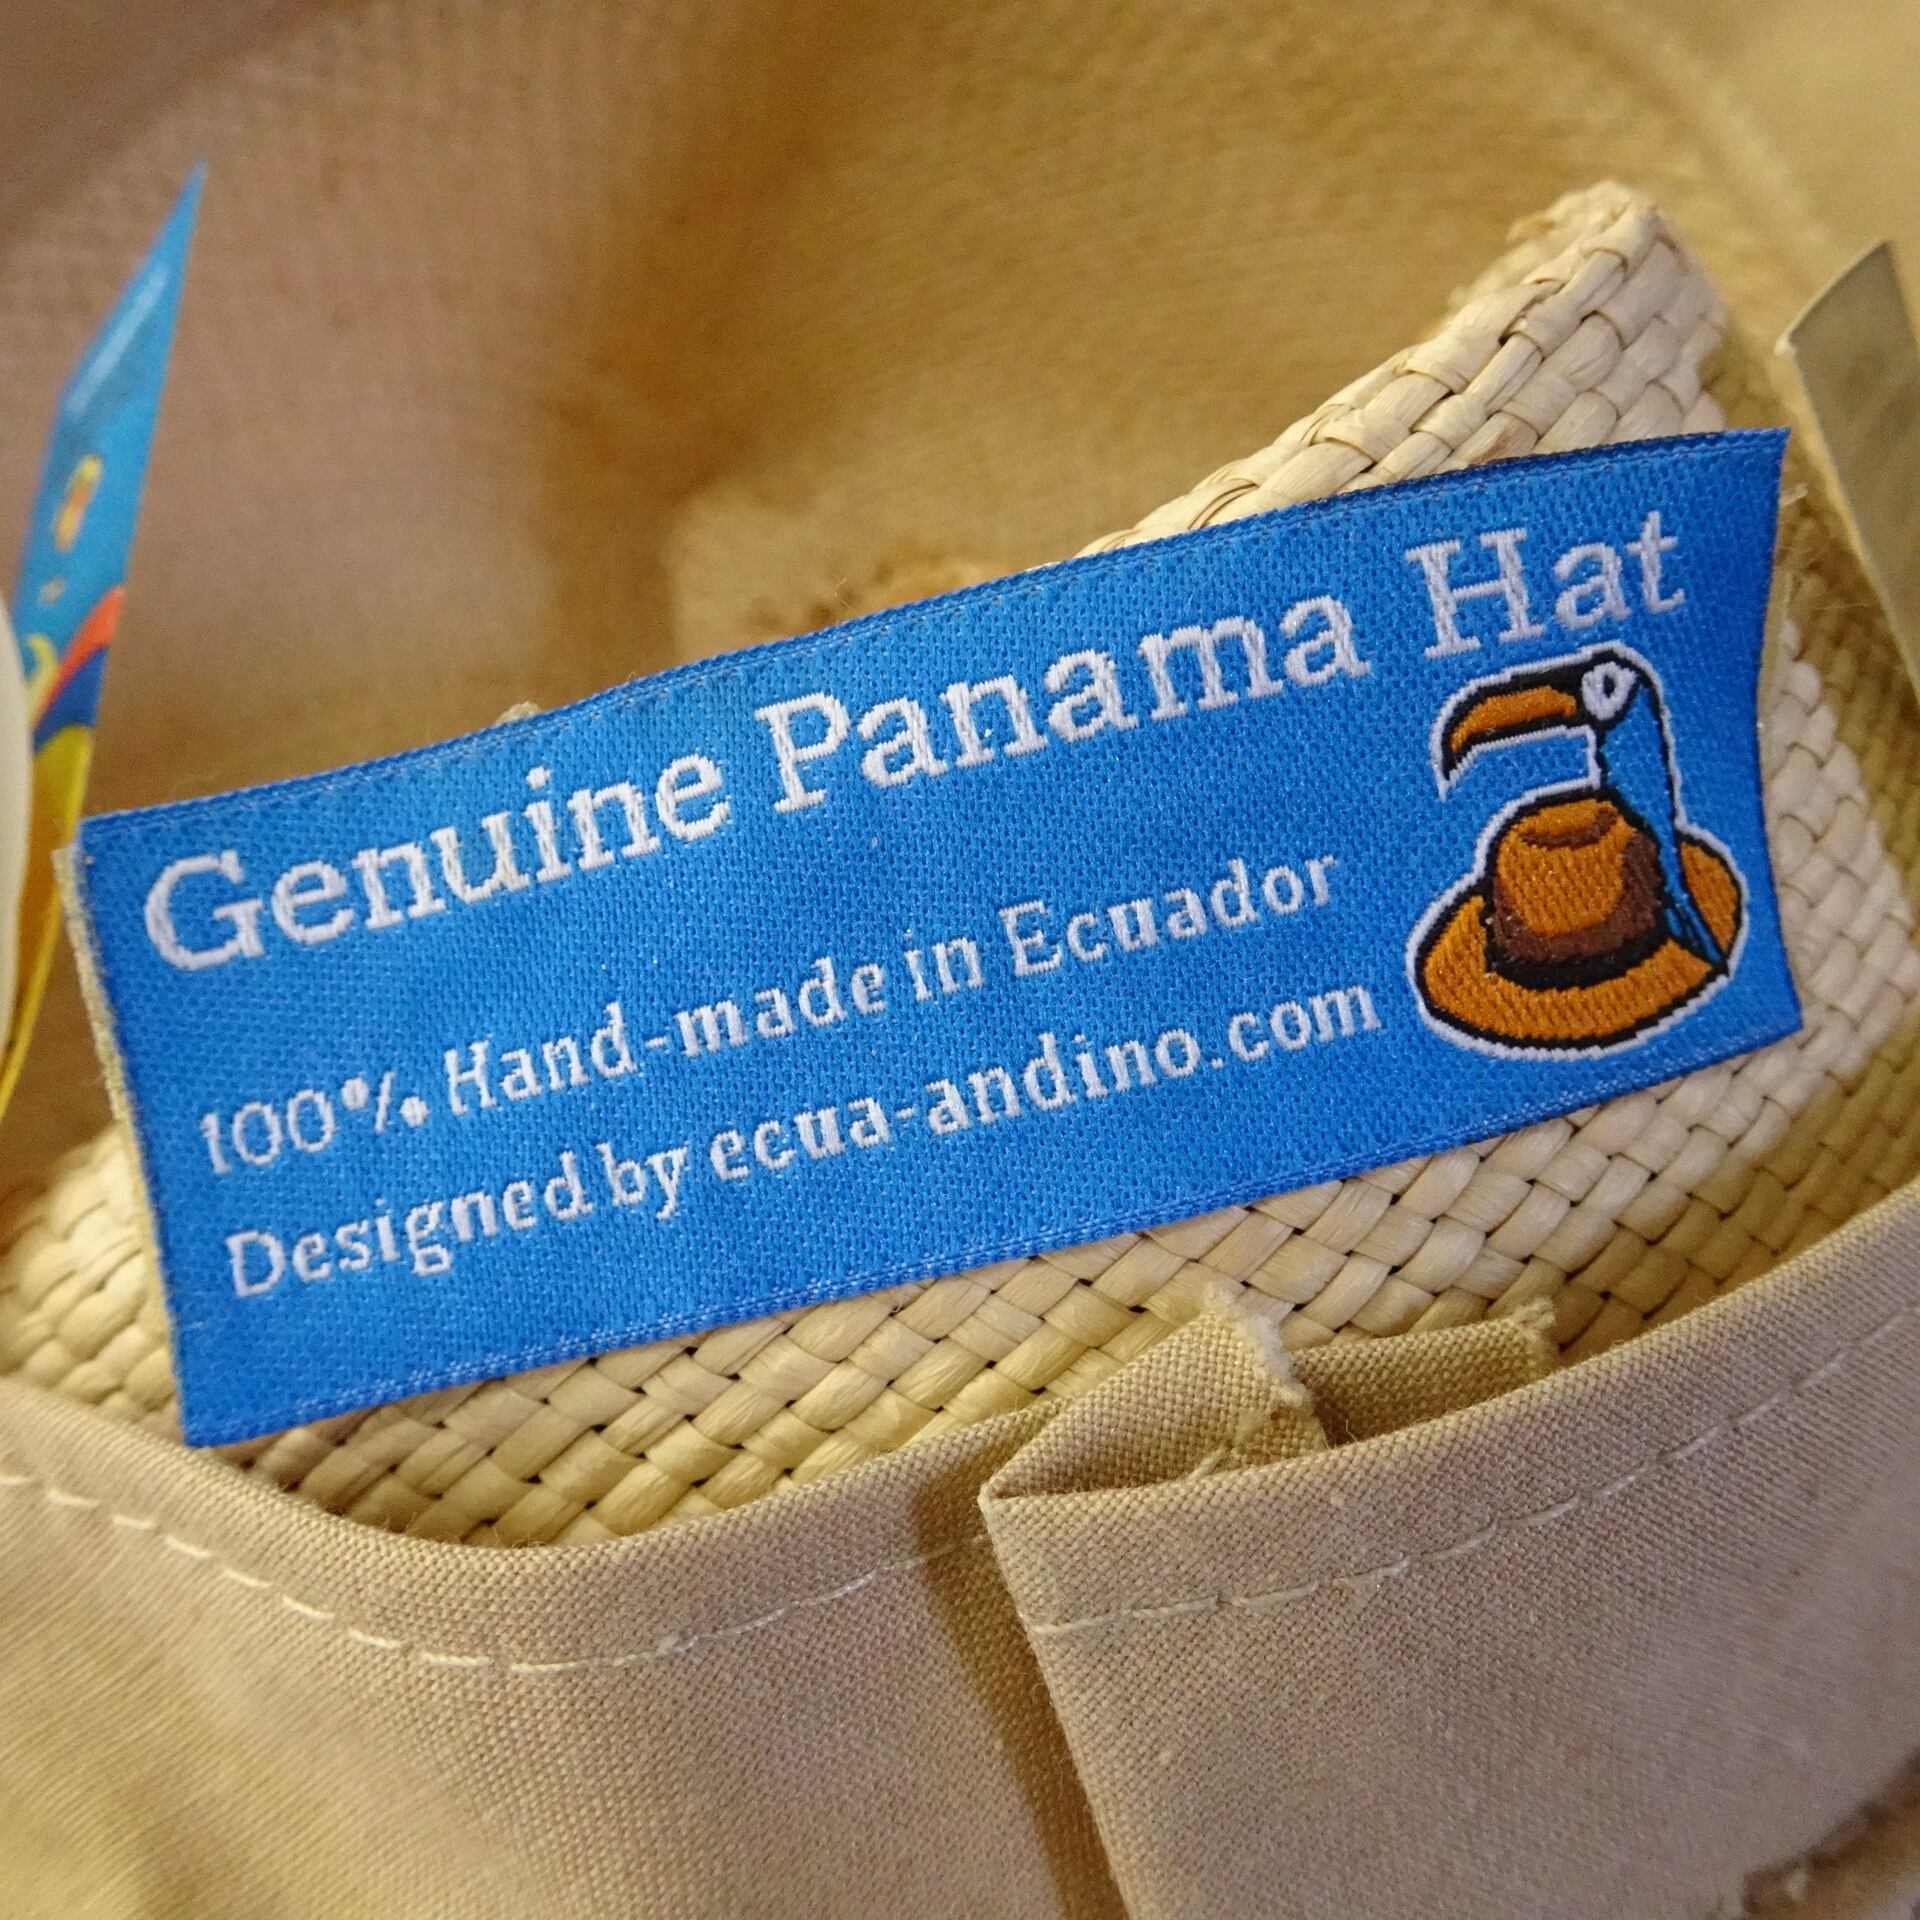 Genuine Panama Hat
100% Hand-made in Ecuador
Designed by ecua-andino.com